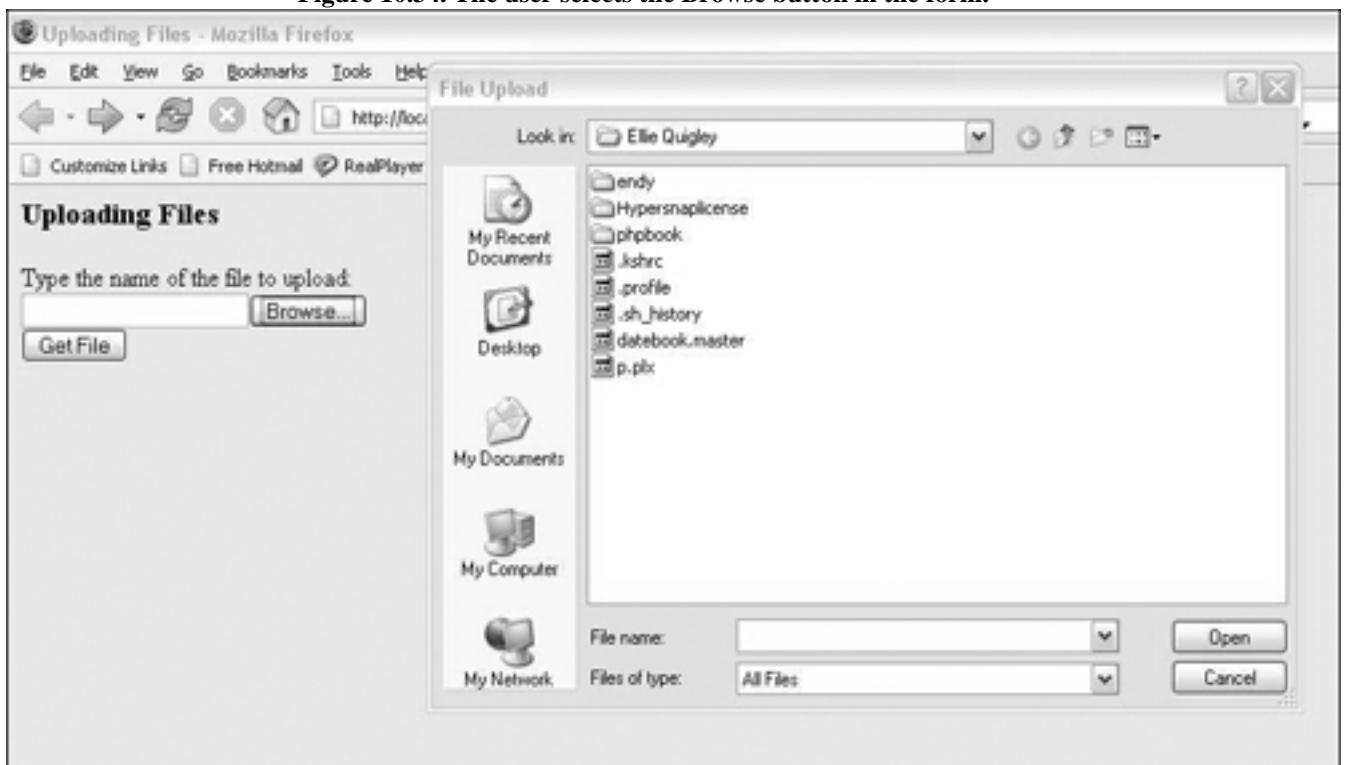 Figure 10.34. The user selects the Browse button in the form.
Uploading Files - Mozilla Firefox
File Edit View Go Bookmarks Tools Help
http://loc
Customize Links Free Hotmail RealPlayer
Uploading Files
Type the name of the file to upload:
Browse...
Get File
File Upload
Look in: Ellie Quigley
My Recent Documents
Desktop
My Documents
My Computer
My Network
endy
Hypersnaplicense
phpbook
.kshrc
.profile
.sh_history
datebook.master
p.plx
File name:
Open
Files of type: All Files
Cancel